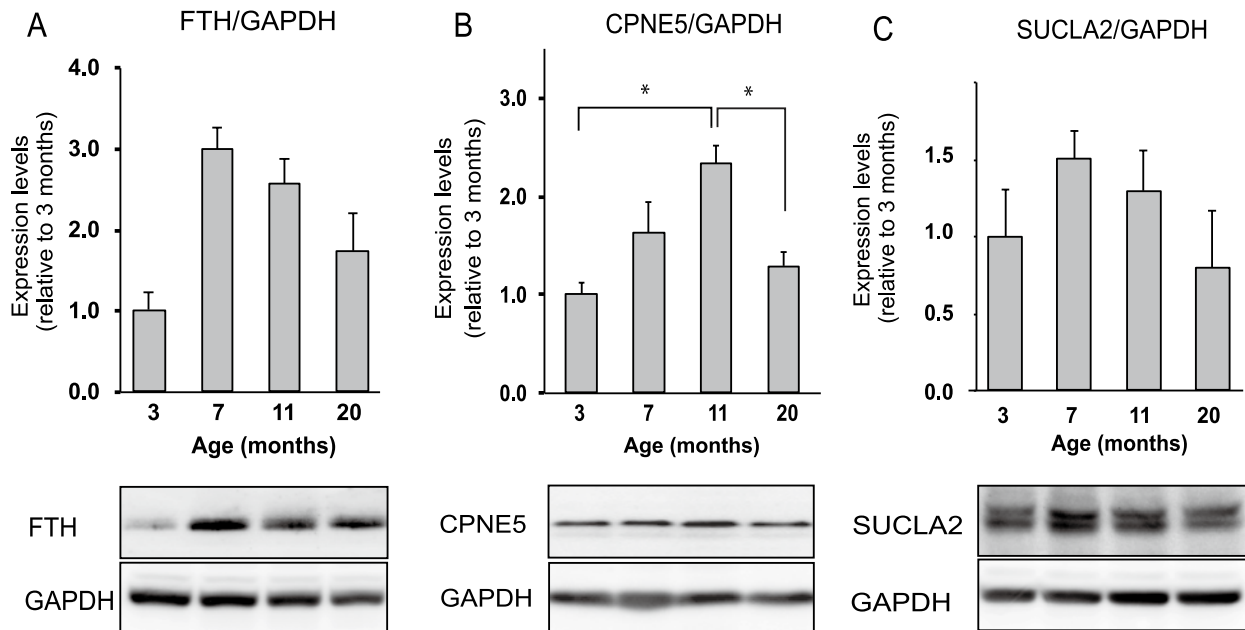 A
FTH/GAPDH
Expression levels
(relative to 3 months)
4.0
3.0
2.0
1.0
0.0
3 7 11 20
Age (months)
FTH
GAPDH
B
CPNE5/GAPDH
Expression levels
(relative to 3 months)
3.0
2.0
1.0
0.0
* *
3 7 11 20
Age (months)
CPNE5
GAPDH
C
SUCLA2/GAPDH
Expression levels
(relative to 3 months)
1.5
1.0
0.5
0.0
3 7 11 20
Age (months)
SUCLA2
GAPDH